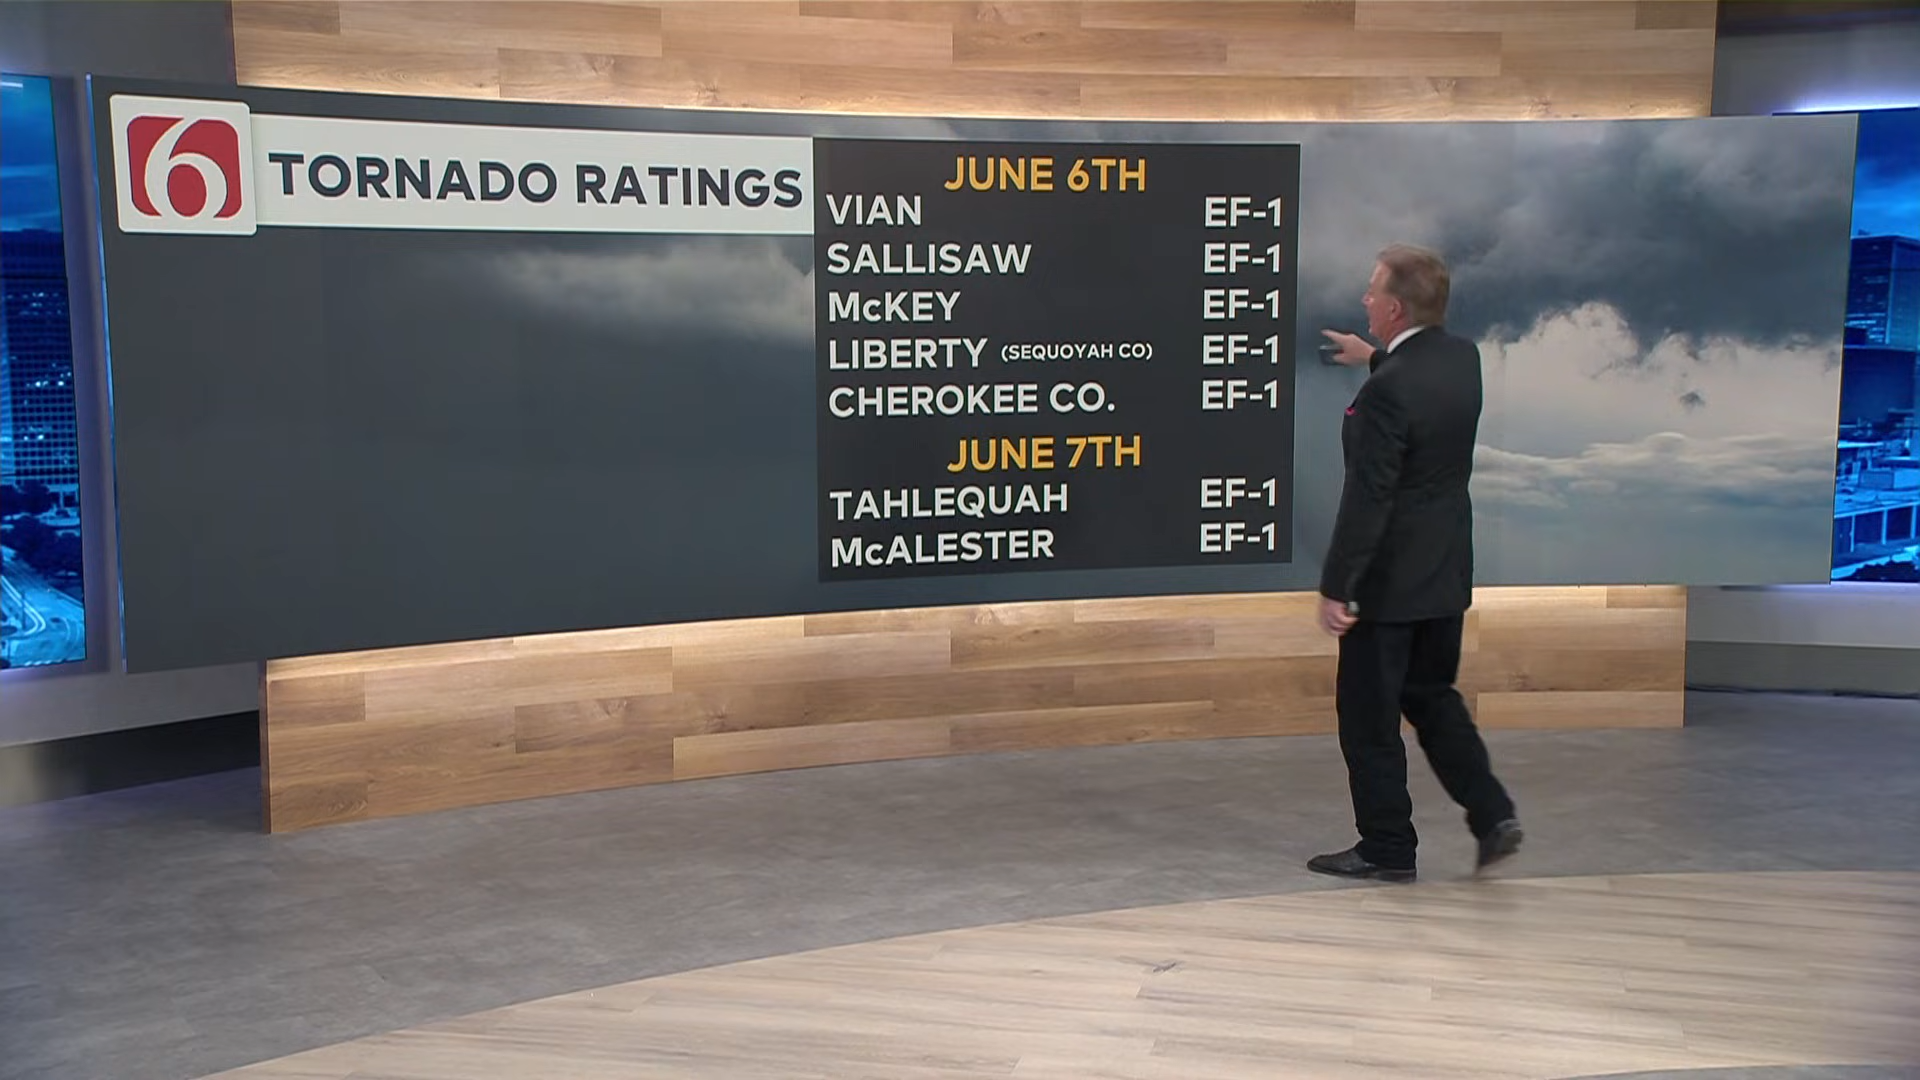 6 TORNADO RATINGS
JUNE 6TH
VIAN EF-1
SALLISAW EF-1
McKEY EF-1
LIBERTY (SEQUOYAH CO) EF-1
CHEROKEE CO. EF-1
JUNE 7TH
TAHLEQUAH EF-1
McALESTER EF-1